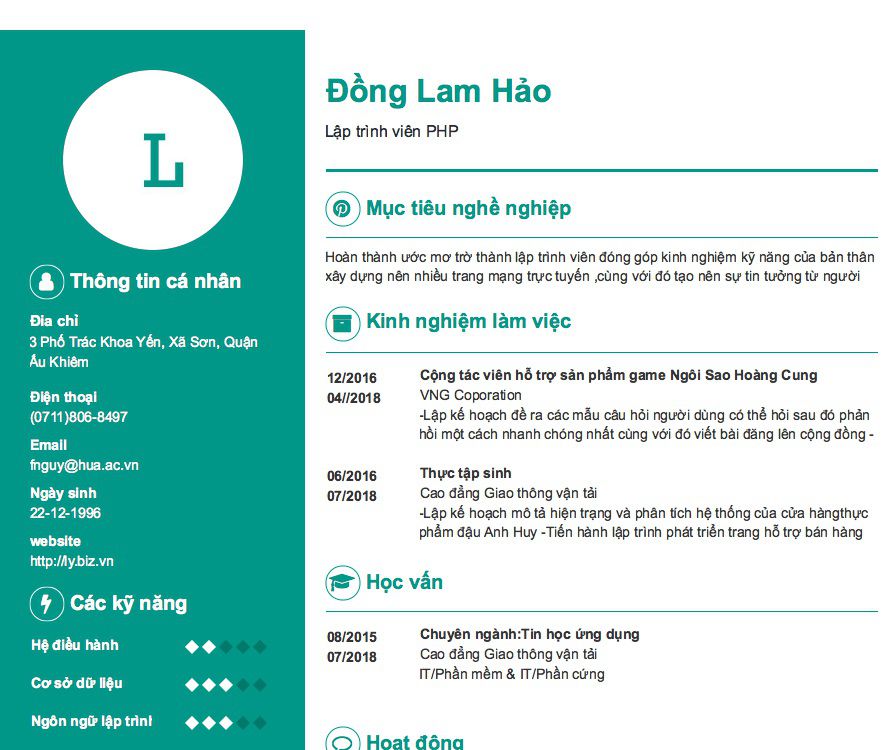 L
Thông tin cá nhân
Địa chỉ
3 Phố Trác Khoa Yến, Xã Sơn, Quận
Ấu Khiêm
Điện thoại
(0711)806-8497
Email
fnguy@hua.ac.vn
Ngày sinh
22-12-1996
website
http://ly.biz.vn
Các kỹ năng
Hệ điều hành
Cơ sở dữ liệu
Ngôn ngữ lập trình
Đồng Lam Hảo
Lập trình viên PHP
Mục tiêu nghề nghiệp
Hoàn thành ước mơ trờ thành lập trình viên đóng góp kinh nghiệm kỹ năng của bản thân
xây dựng nên nhiều trang mạng trực tuyến ,cùng với đó tạo nên sự tin tưởng từ người
Kinh nghiệm làm việc
12/2016
04//2018
Cộng tác viên hỗ trợ sản phẩm game Ngôi Sao Hoàng Cung
VNG Coporation
-Lập kế hoạch đề ra các mẫu câu hỏi người dùng có thể hỏi sau đó phản
hồi một cách nhanh chóng nhất cùng với đó viết bài đăng lên cộng đồng -
06/2016
07/2018
Thực tập sinh
Cao đẳng Giao thông vận tải
-Lập kế hoạch mô tả hiện trạng và phân tích hệ thống của cửa hàngthực
phẩm đậu Anh Huy -Tiến hành lập trình phát triển trang hỗ trợ bán hàng
Học vấn
08/2015
07/2018
Chuyên ngành:Tin học ứng dụng
Cao đẳng Giao thông vận tải
IT/Phần mềm & IT/Phần cứng
Hoạt động